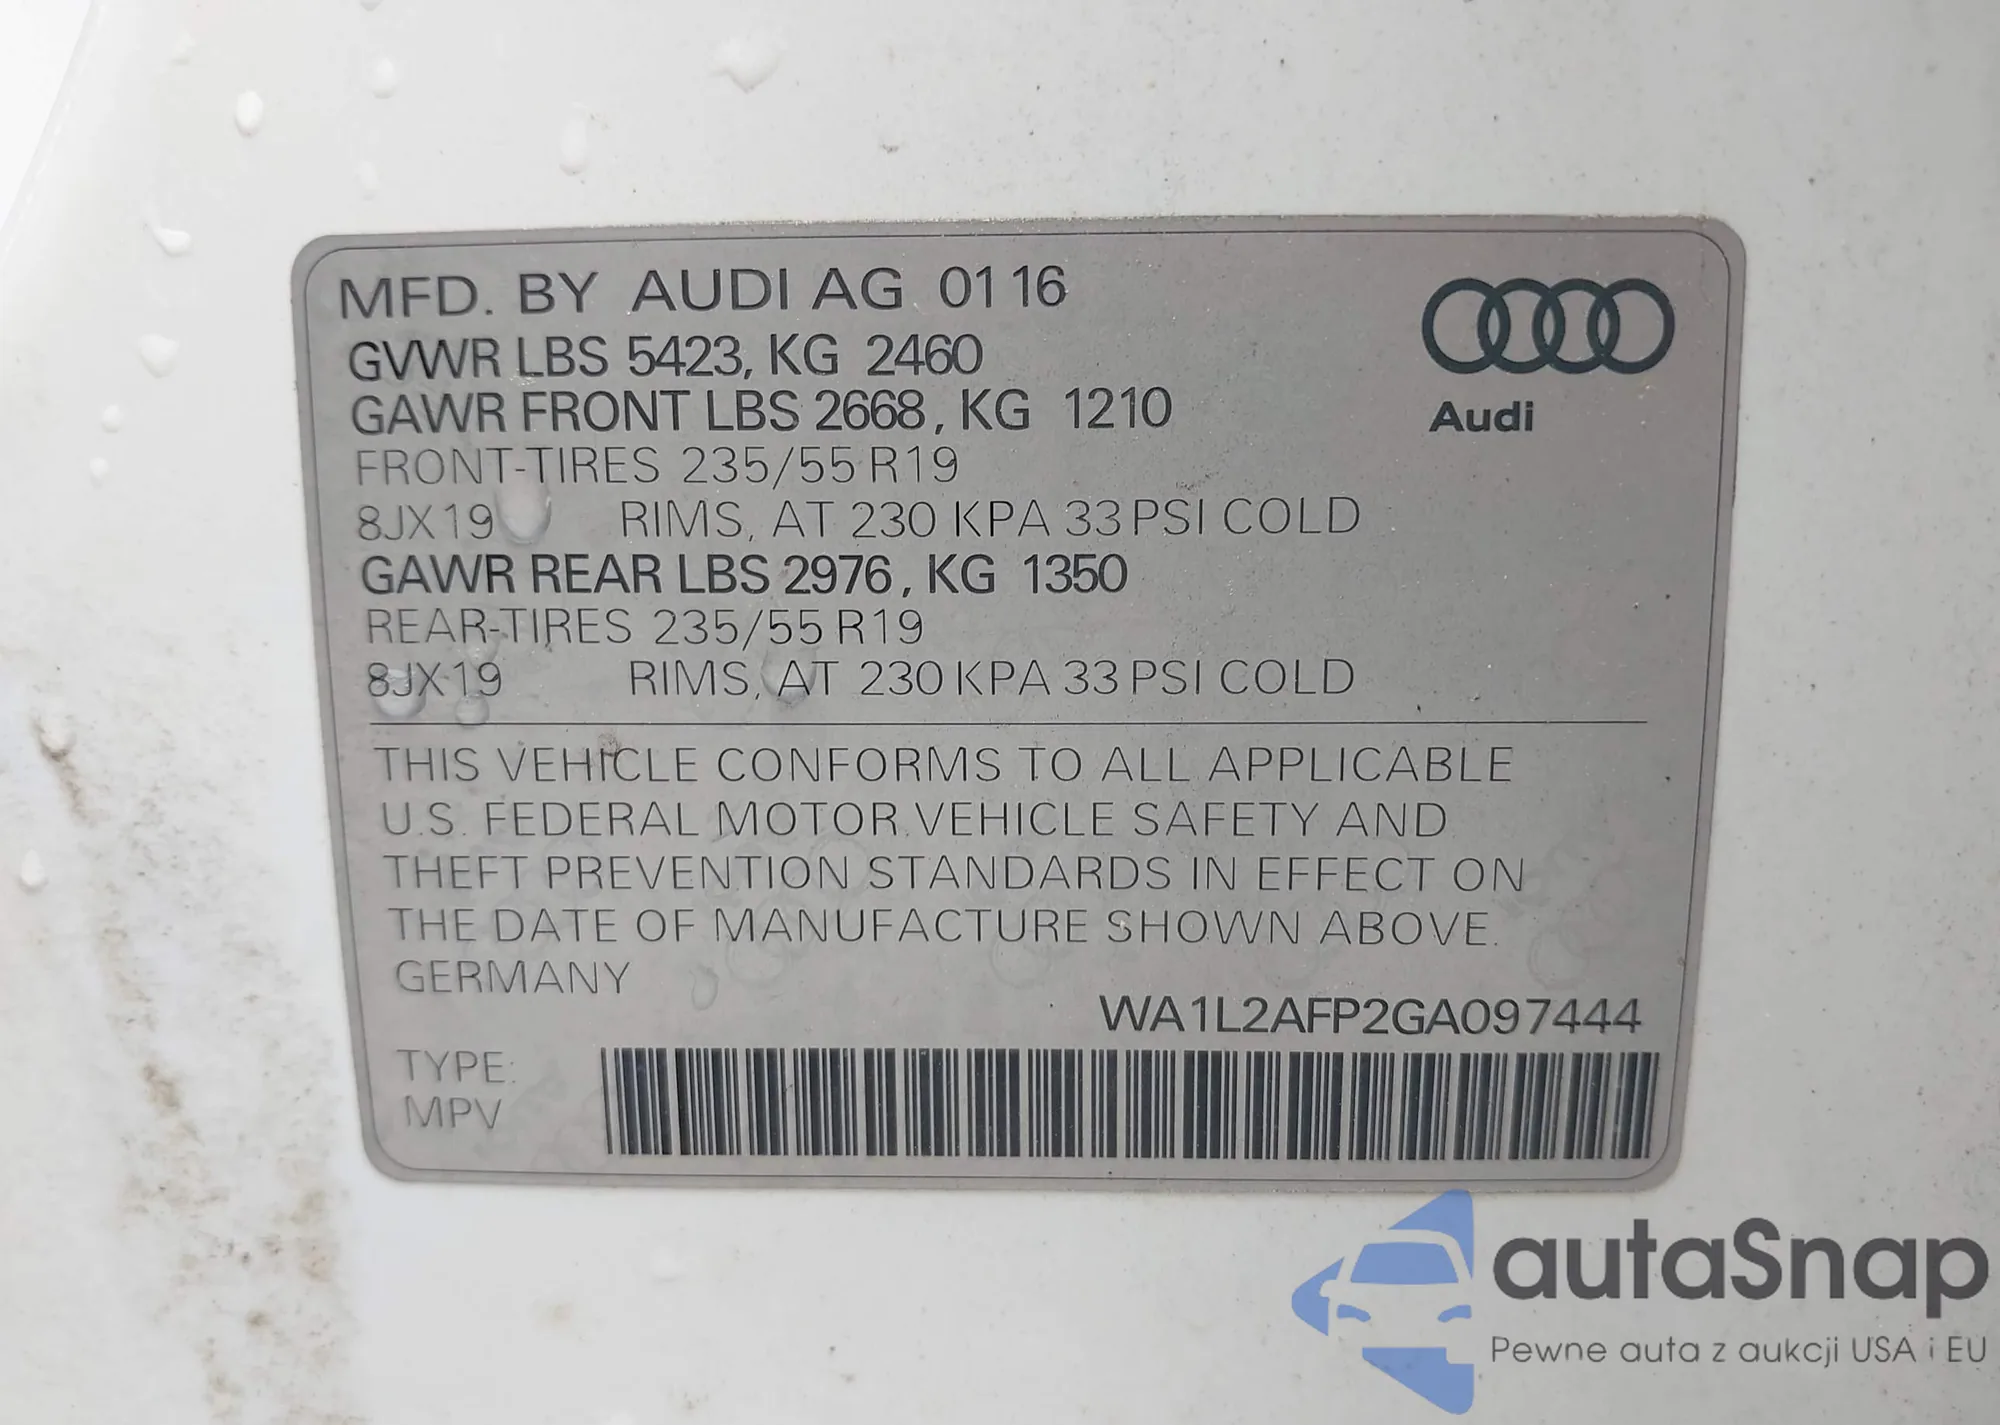 MFD. BY AUDI AG 01 16
GVWR LBS 5423, KG 2460
GAWR FRONT LBS 2668, KG 1210
FRONT-TIRES 235/55 R19
8JX19 RIMS, AT 230 KPA 33 PSI COLD
GAWR REAR LBS 2976, KG 1350
REAR-TIRES 235/55 R19
8JX19 RIMS, AT 230 KPA 33 PSI COLD
Audi
THIS VEHICLE CONFORMS TO ALL APPLICABLE
U.S. FEDERAL MOTOR VEHICLE SAFETY AND
THEFT PREVENTION STANDARDS IN EFFECT ON
THE DATE OF MANUFACTURE SHOWN ABOVE.
GERMANY
WA1L2AFP2GA097444
TYPE:
MPV
autaSnap
Pewne auta z aukcji USA i EU